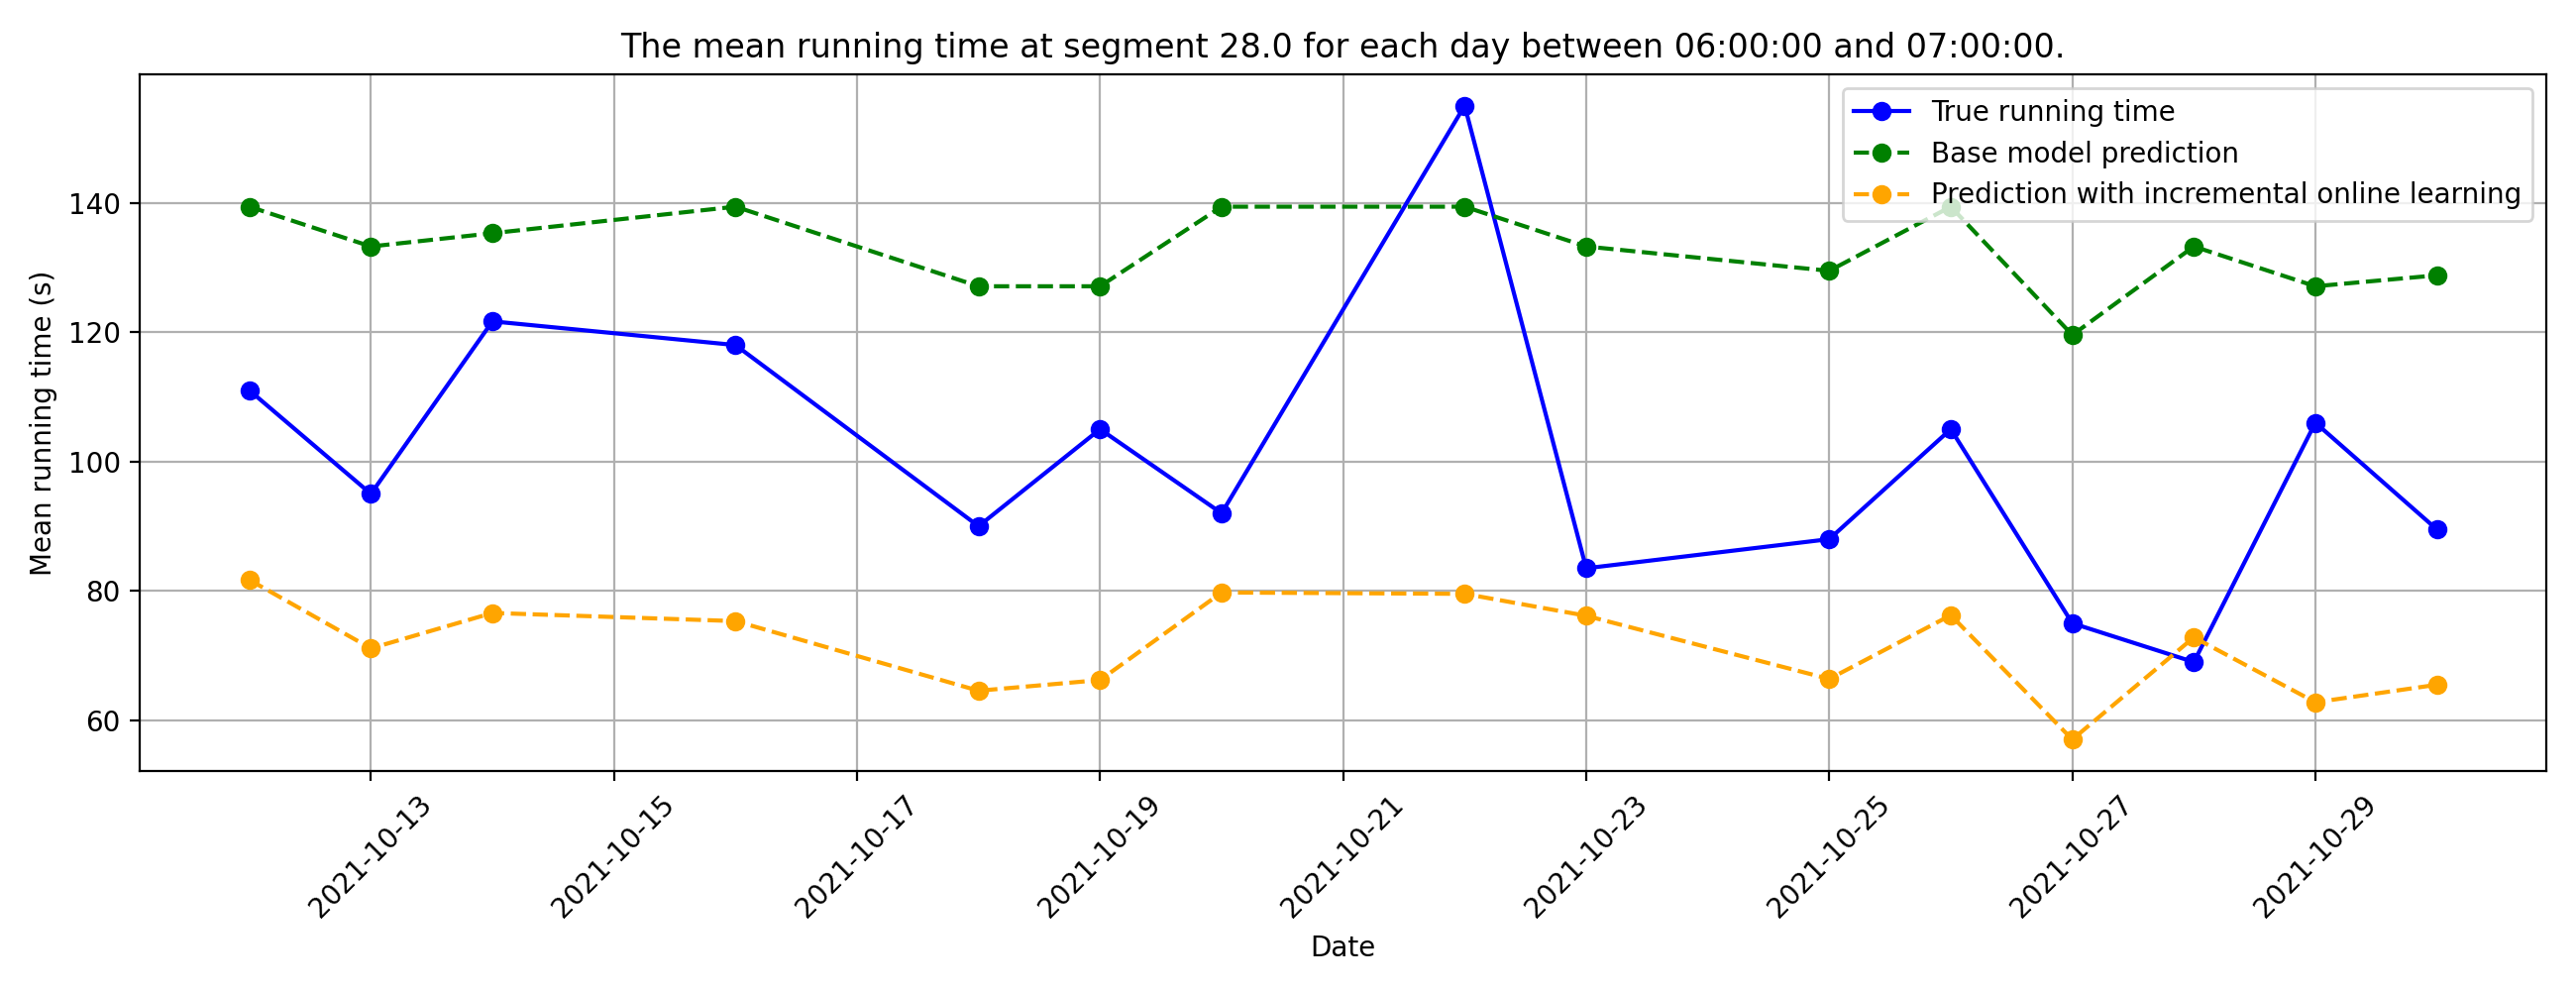 The mean running time at segment 28.0 for each day between 06:00:00 and 07:00:00.
True running time
Base model prediction
Prediction with incremental online learning
Mean running time (s)
140
120
100
80
60
2021-10-13
2021-10-15
2021-10-17
2021-10-19
2021-10-21
2021-10-23
2021-10-25
2021-10-27
2021-10-29
Date